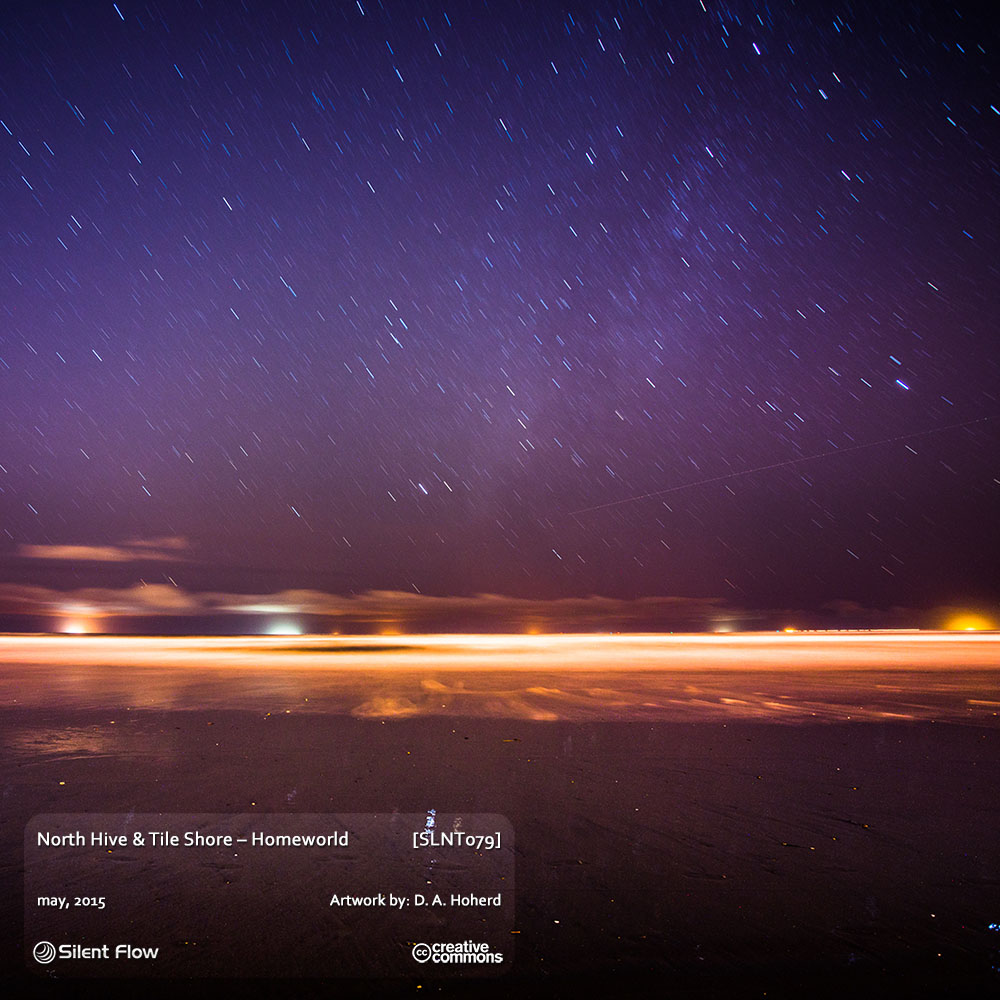 North Hive & Tile Shore – Homeworld [SLNT079]
may, 2015 Artwork by: D. A. Hoherd
Silent Flow cc creative commons